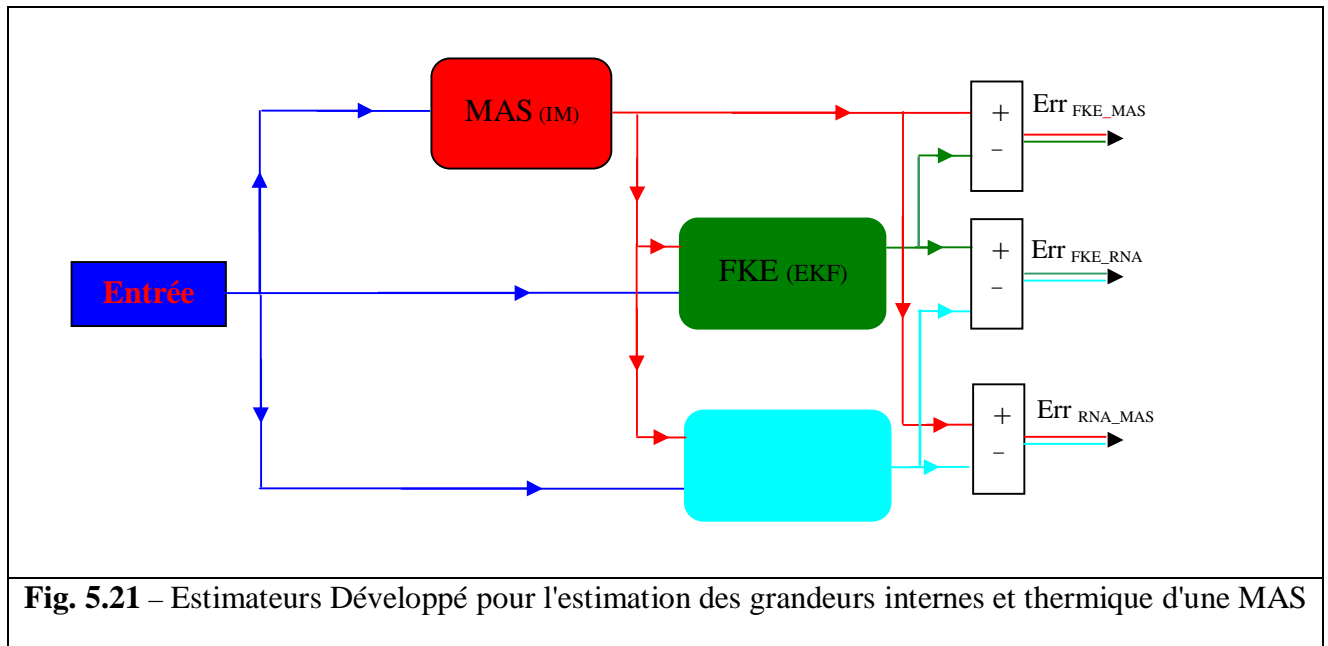 MAS (IM)
+
-
Err FKE_MAS
Entrée
FKE (EKF)
+
-
Err FKE_RNA
+
-
Err RNA_MAS
Fig. 5.21 – Estimateurs Développé pour l'estimation des grandeurs internes et thermique d'une MAS